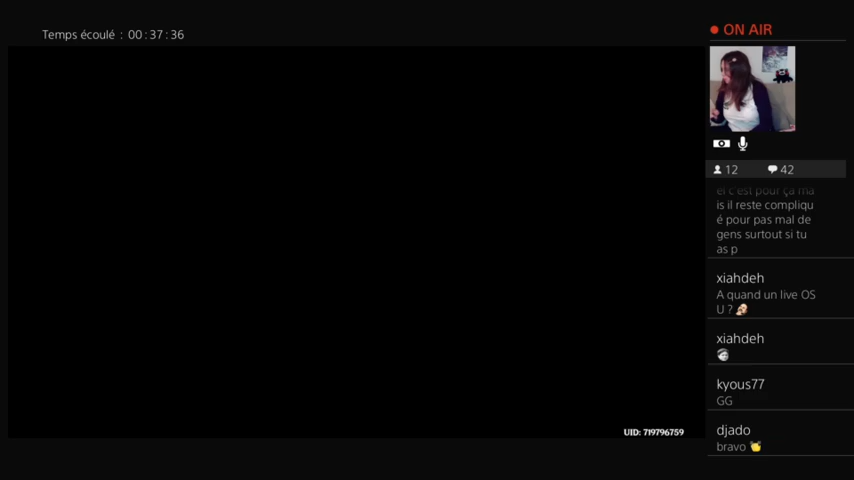 Temps écoulé : 00:37:36
ON AIR
12 42
el c'est pour ça ma
is il reste compliqu
é pour pas mal de
gens surtout si tu
as p
xiahdeh
A quand un live OS
U ?
xiahdeh
kyous77
GG
djado
bravo
UID: 719796759